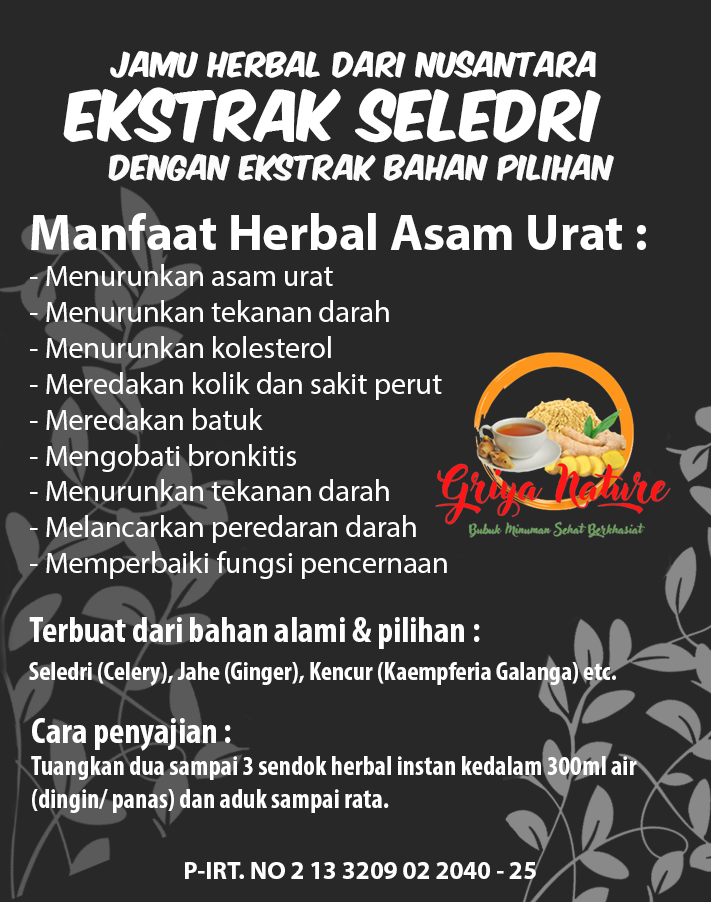 JAMU HERBAL DARI NUSANTARA
EKSTRAK SELEDRI
DENGAN EKSTRAK BAHAN PILIHAN
Manfaat Herbal Asam Urat :
- Menurunkan asam urat
- Menurunkan tekanan darah
- Menurunkan kolesterol
- Meredakan kolik dan sakit perut
- Meredakan batuk
- Mengobati bronkitis
- Menurunkan tekanan darah
- Melancarkan peredaran darah
- Memperbaiki fungsi pencernaan
Griya Nature
Bubuk Minuman Sehat Berkhasiat
Terbuat dari bahan alami & pilihan :
Seledri (Celery), Jahe (Ginger), Kencur (Kaempferia Galanga) etc.
Cara penyajian :
Tuangkan dua sampai 3 sendok herbal instan kedalam 300ml air
(dingin/ panas) dan aduk sampai rata.
P-IRT. NO 2 13 3209 02 2040 - 25